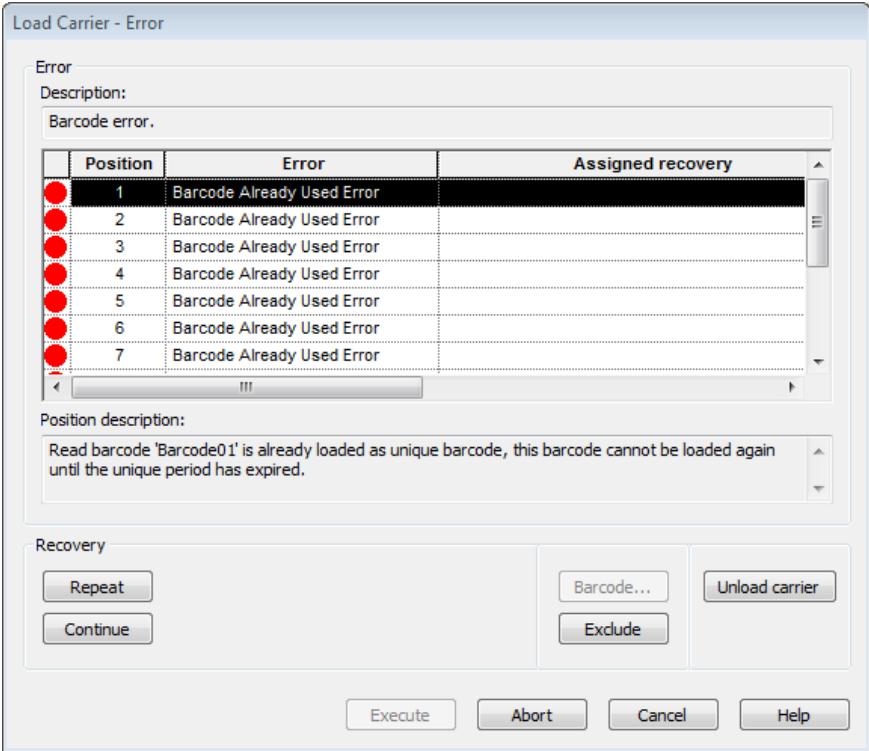 Load Carrier - Error
Error
Description:
Barcode error.
Position Error Assigned recovery
1 Barcode Already Used Error
2 Barcode Already Used Error
3 Barcode Already Used Error
4 Barcode Already Used Error
5 Barcode Already Used Error
6 Barcode Already Used Error
7 Barcode Already Used Error
Position description:
Read barcode 'Barcode01' is already loaded as unique barcode, this barcode cannot be loaded again
until the unique period has expired.
Recovery
Repeat Barcode... Unload carrier
Continue Exclude
Execute Abort Cancel Help